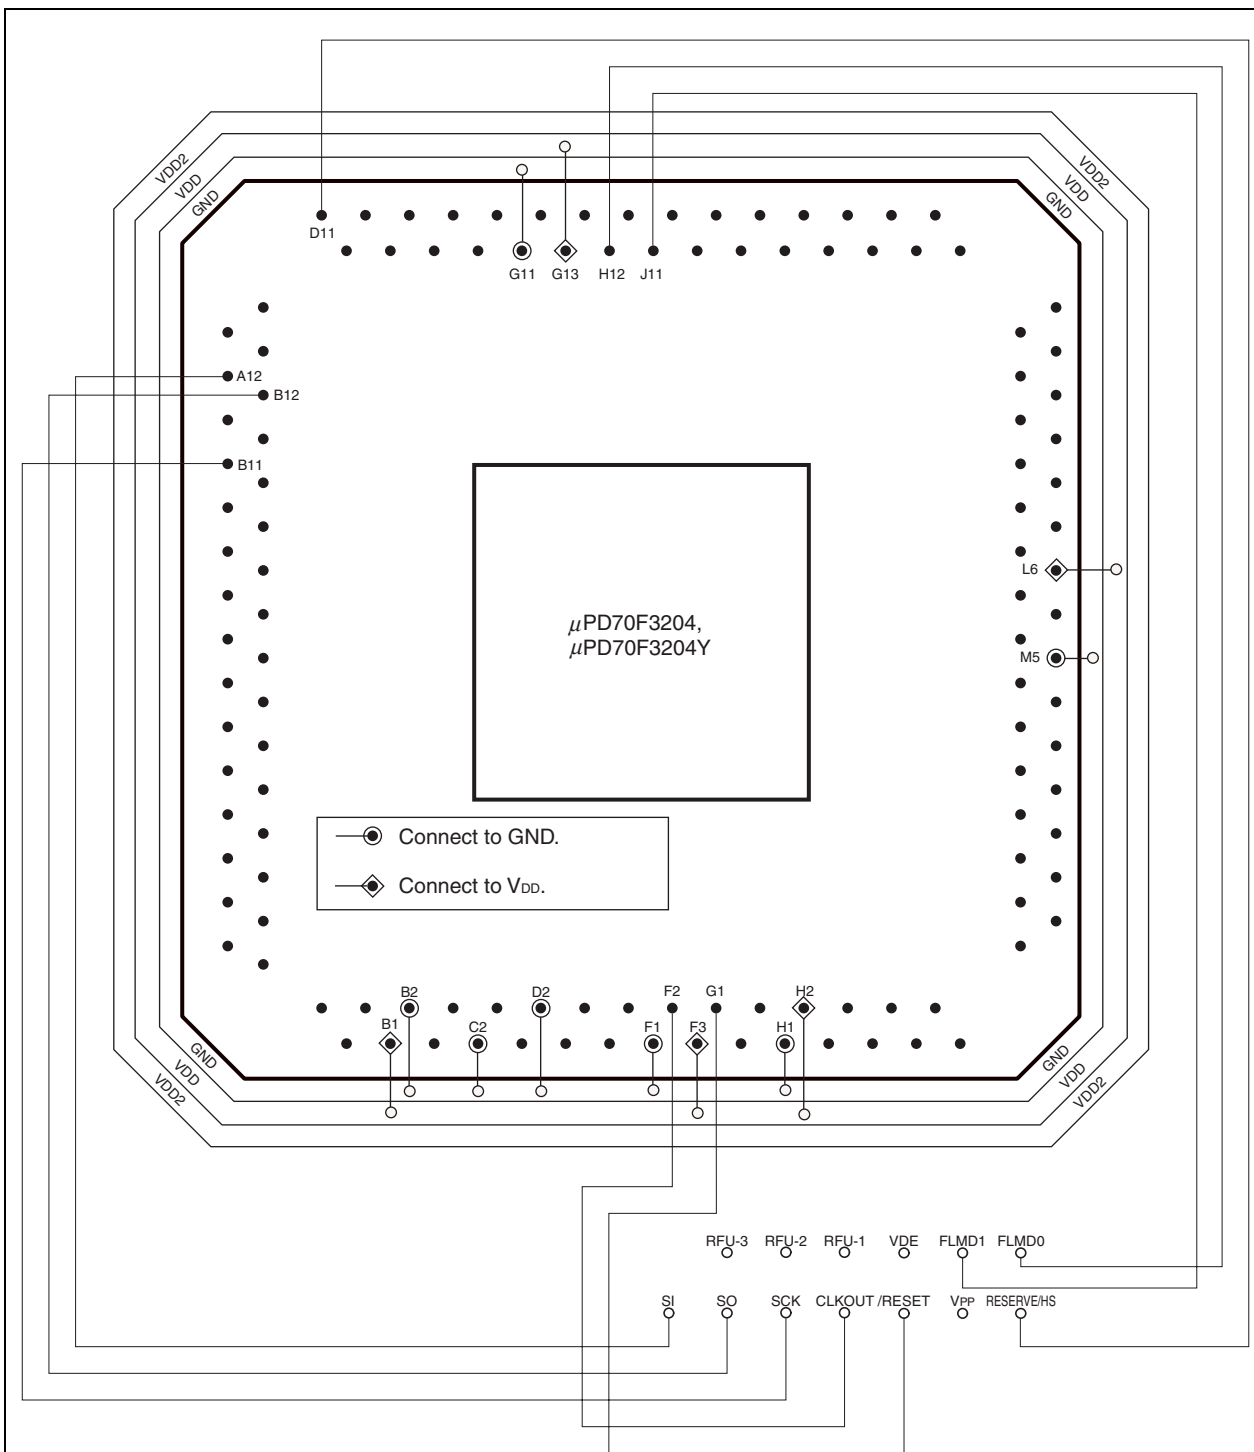 VDD2
VDD
GND
VDD2
VDD
GND
D11
G11 G13 H12 J11
A12
B12
B11
L6
M5
μPD70F3204,
μPD70F3204Y
Connect to GND.
Connect to VDD.
B2 D2 F2 G1 H2
B1 C2 F1 F3 H1
GND
VDD
VDD2
GND
VDD
VDD2
RFU-3 RFU-2 RFU-1 VDE FLMD1 FLMD0
SI SO SCK CLKOUT /RESET VPP RESERVE/HS